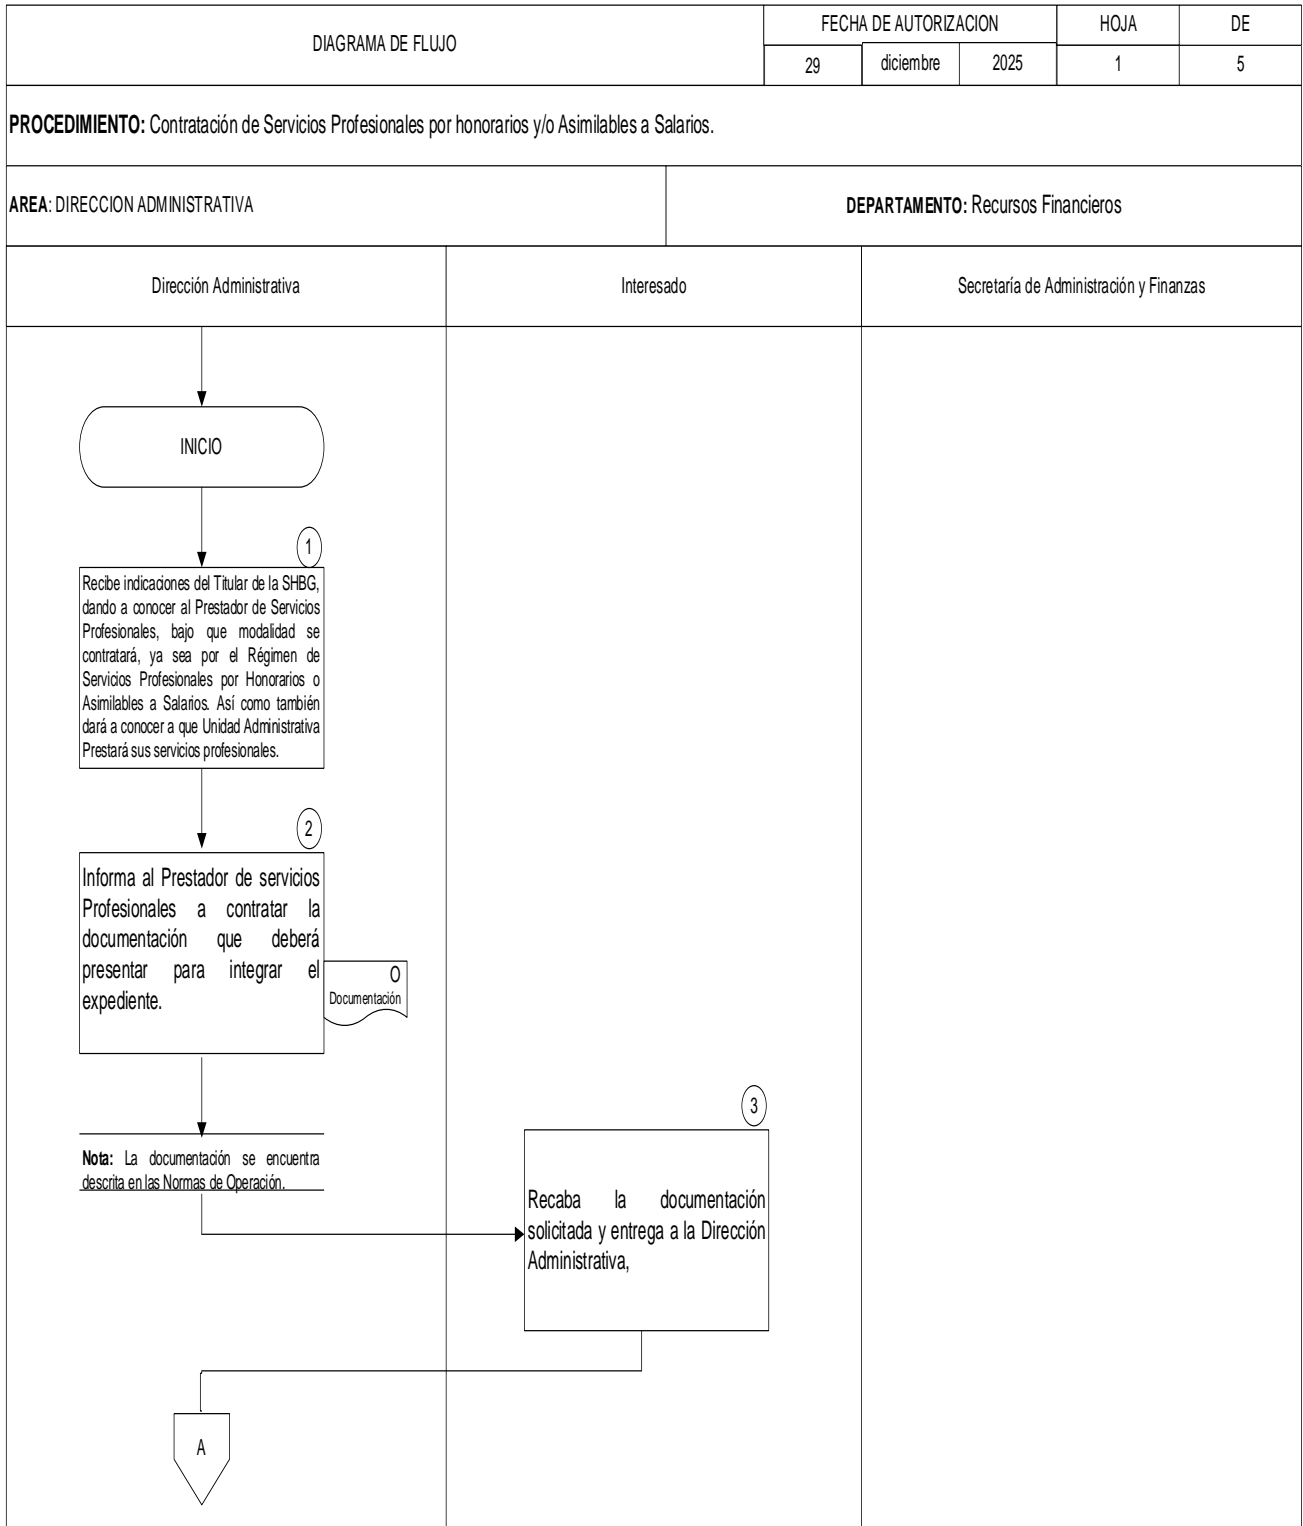 DIAGRAMA DE FLUJO
FECHA DE AUTORIZACION
HOJA
DE
29
diciembre
2025
1
5
PROCEDIMIENTO: Contratación de Servicios Profesionales por honorarios y/o Asimilables a Salarios.
AREA: DIRECCION ADMINISTRATIVA
DEPARTAMENTO: Recursos Financieros
Dirección Administrativa
Interesado
Secretaría de Administración y Finanzas
INICIO
1
Recibe indicaciones del Titular de la SHBG,
dando a conocer al Prestador de Servicios
Profesionales, bajo que modalidad se
contratará, ya sea por el Régimen de
Servicios Profesionales por Honorarios o
Asimilables a Salarios. Así como también
dará a conocer a que Unidad Administrativa
Prestará sus servicios profesionales.
2
Informa al Prestador de servicios
Profesionales a contratar la
documentación que deberá
presentar para integrar el
expediente.
O
Documentación
Nota: La documentación se encuentra
descrita en las Normas de Operación.
3
Recaba la documentación
solicitada y entrega a la Dirección
Administrativa,
A